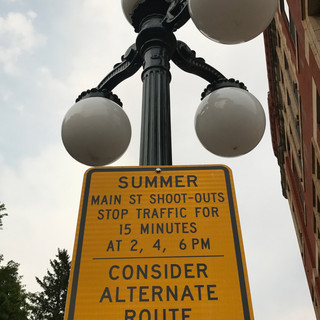 SUMMER
MAIN ST SHOOT-OUTS
STOP TRAFFIC FOR
15 MINUTES
AT 2, 4, 6 PM
CONSIDER
ALTERNATE
ROUTE